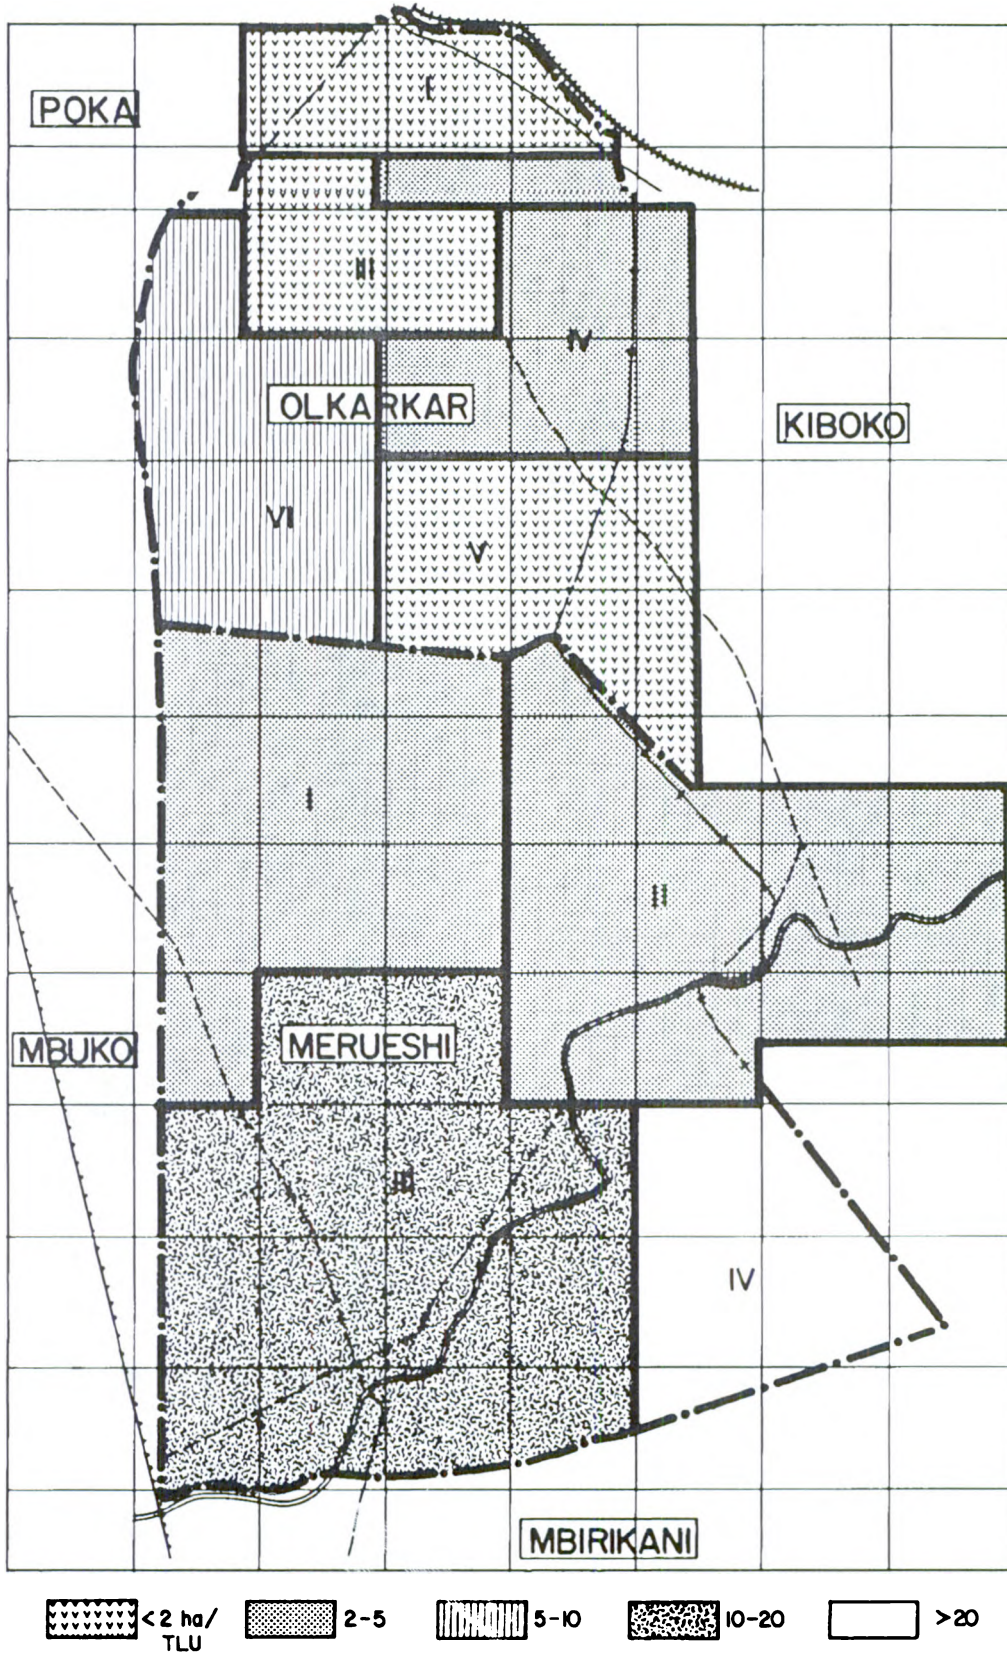 I
POKA
III
IV
OLKARKAR
KIBOKO
VI
V
I
II
MBUKO
MERUESHI
III
IV
MBIRIKANI
<2 ha/ TLU
2-5
5-10
10-20
>20